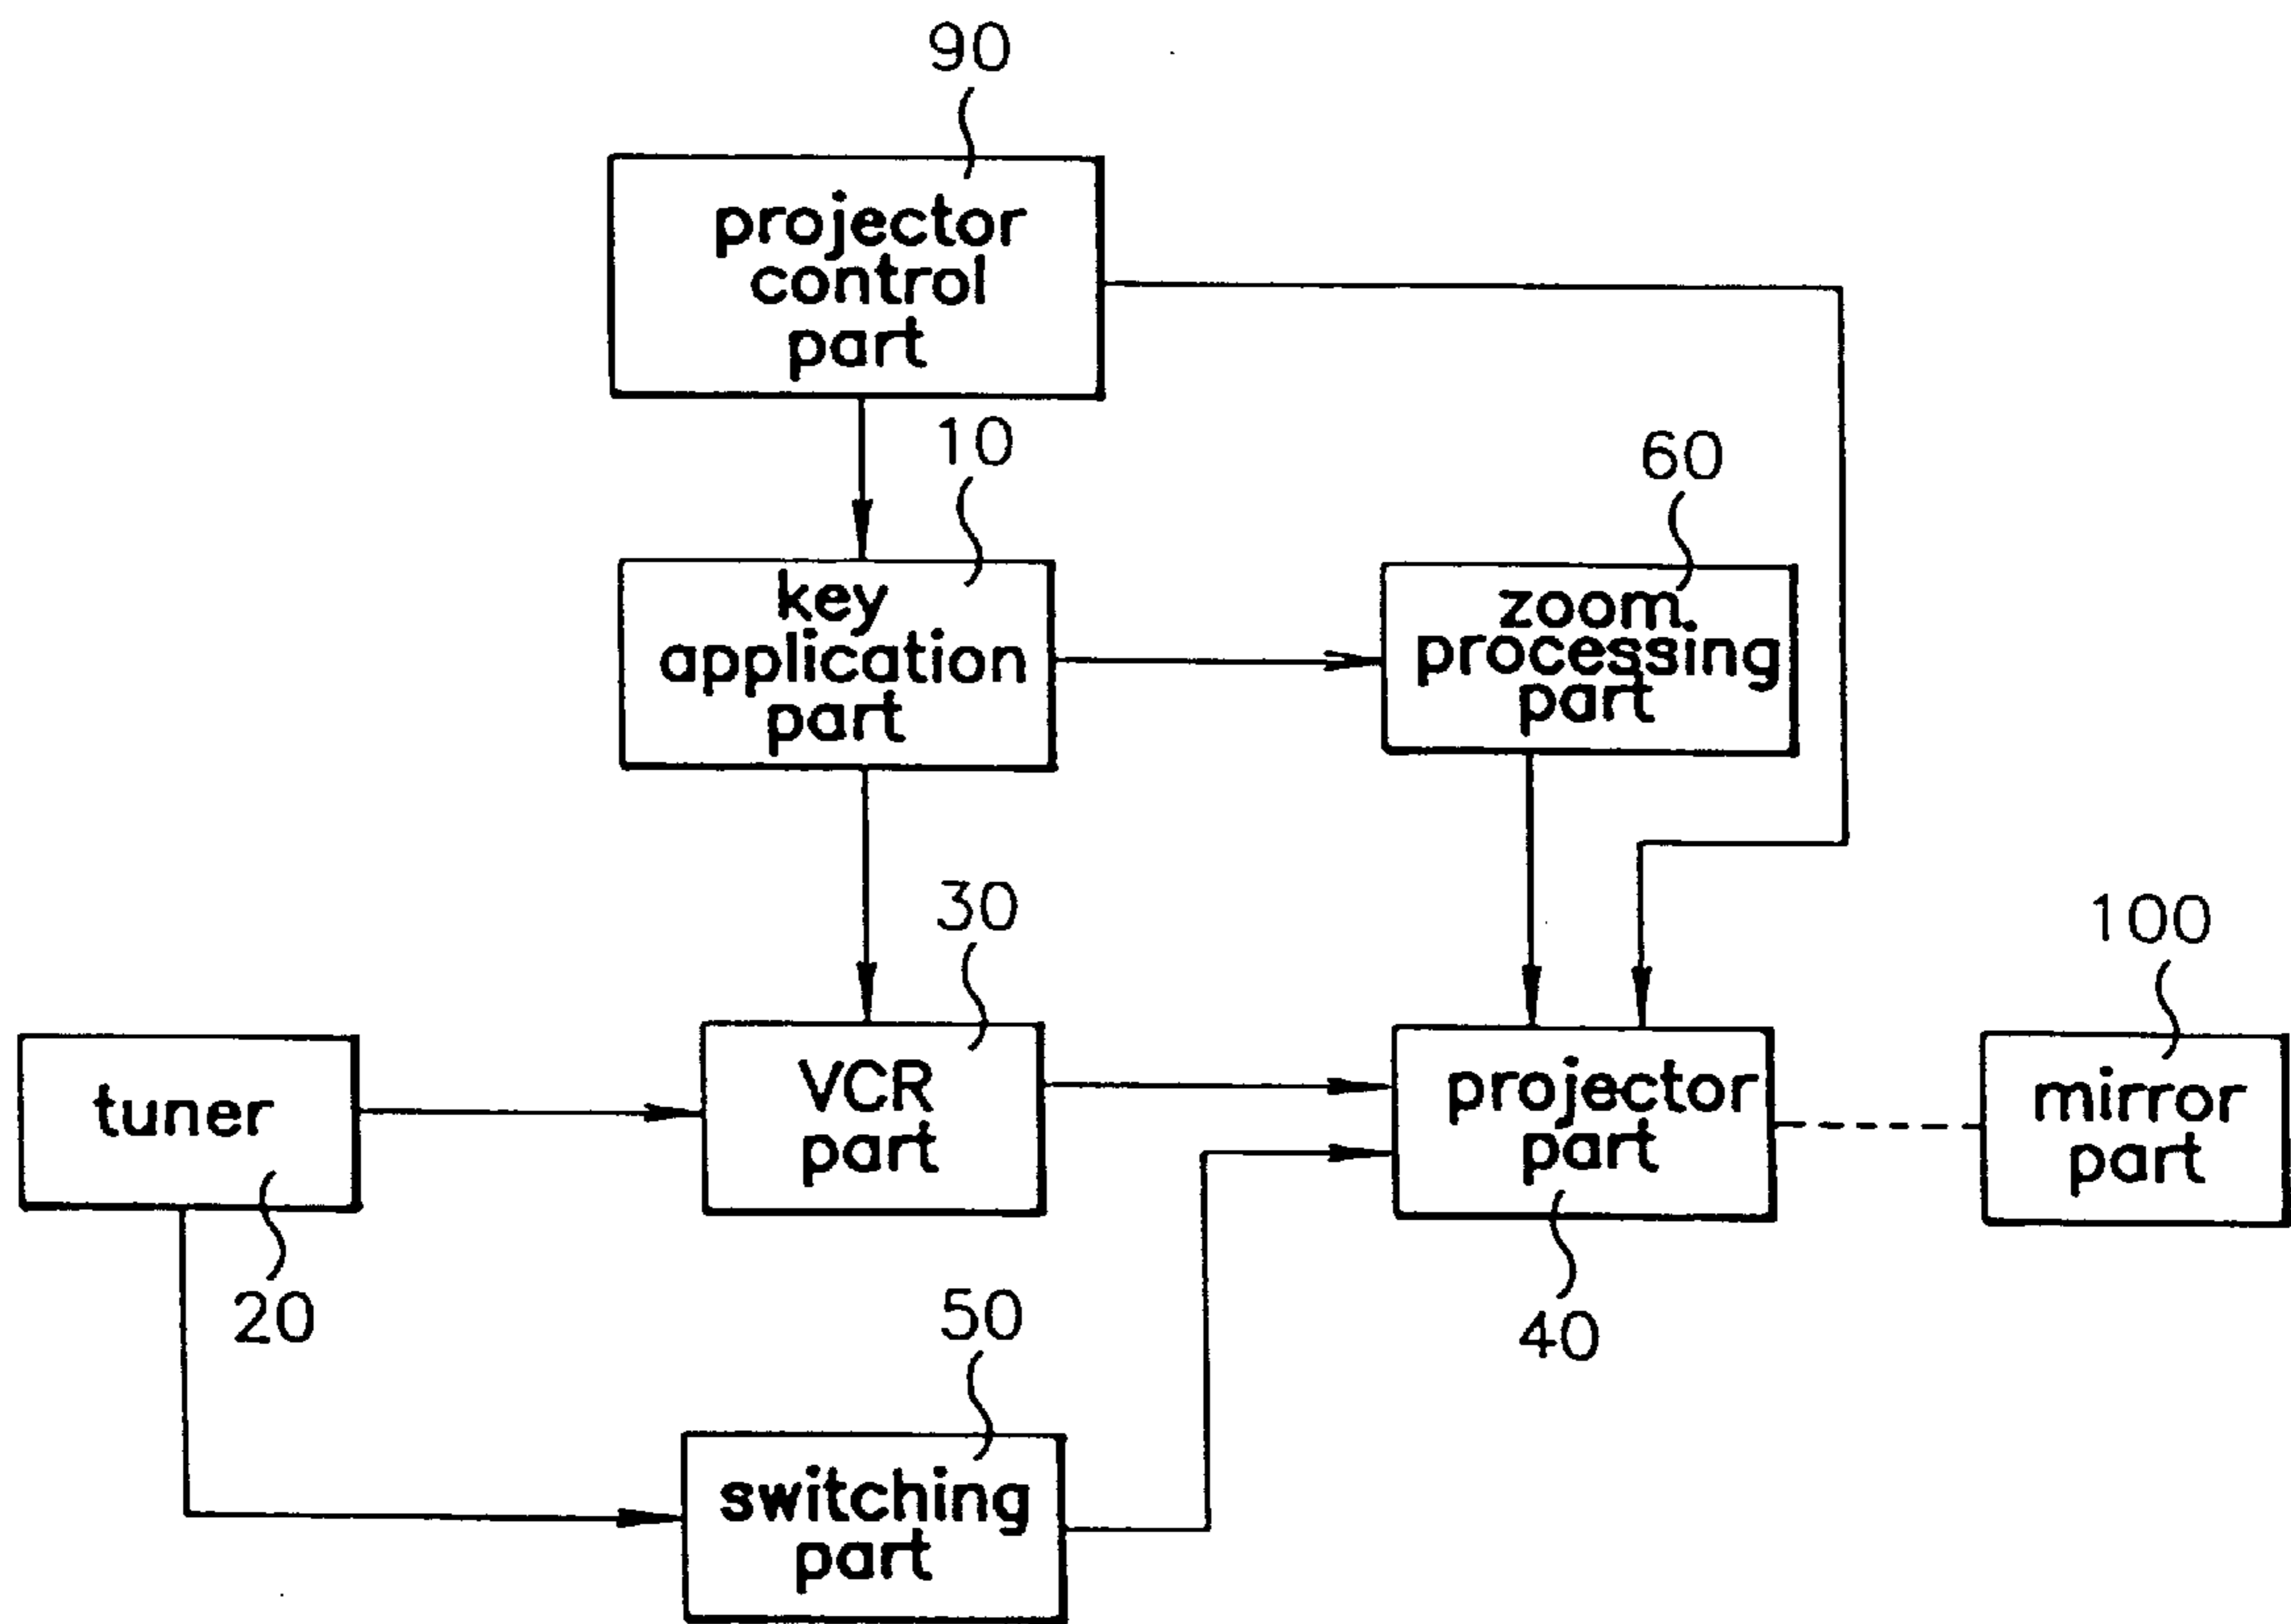 90
projector
control
part
10
key
application
part
60
zoom
processing
part
30
VCR
part
100
mirror
part
tuner
20
projector
part
40
50
switching
part